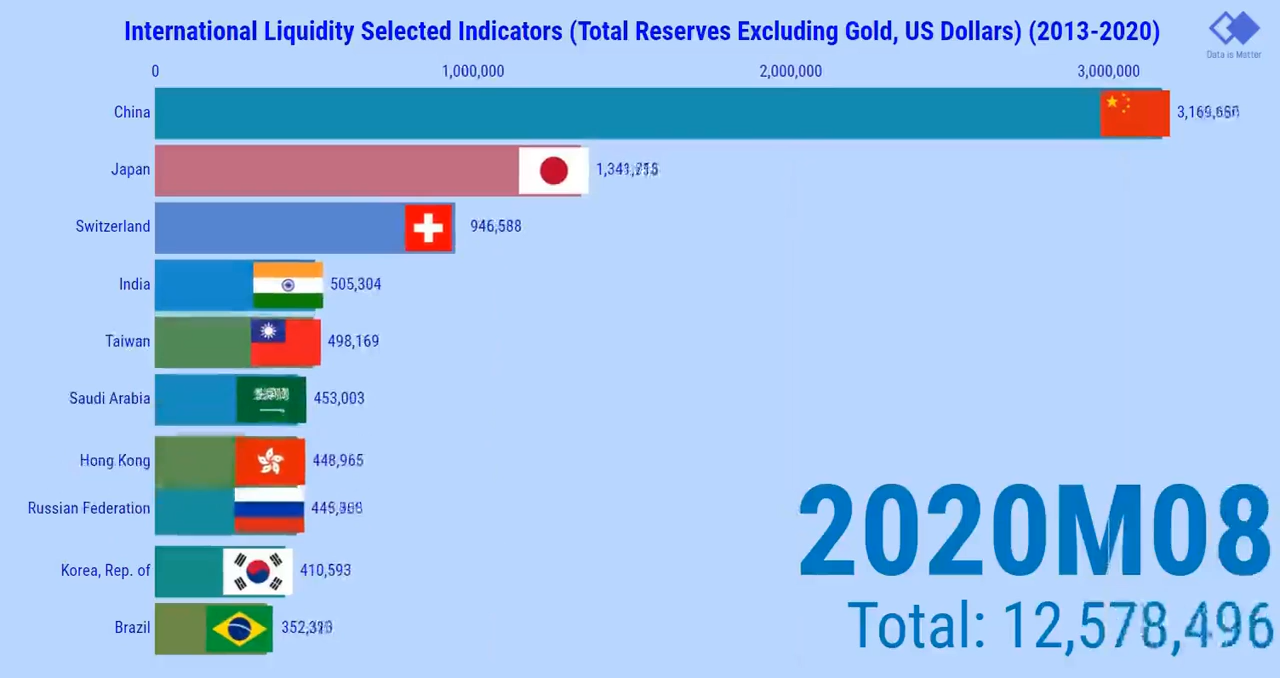 International Liquidity Selected Indicators (Total Reserves Excluding Gold, US Dollars) (2013-2020)
Data is Matter
0 1,000,000 2,000,000 3,000,000
China
Japan
Switzerland 946,588
India 505,304
Taiwan 498,169
Saudi Arabia 453,003
Hong Kong 448,965
Russian Federation
Korea, Rep. of 410,593
Brazil
2020M08
Total: 12,578,496